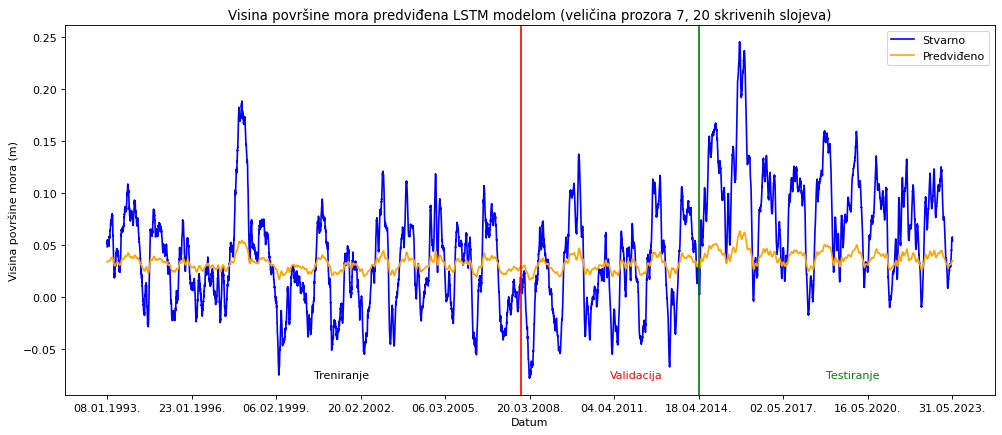 Visina površine mora predviđena LSTM modelom (veličina prozora 7, 20 skrivenih slojeva)
Stvarno
Predviđeno
Visina površine mora (m)
0.25
0.20
0.15
0.10
0.05
0.00
−0.05
Treniranje
Validacija
Testiranje
08.01.1993.
23.01.1996.
06.02.1999.
20.02.2002.
06.03.2005.
20.03.2008.
04.04.2011.
18.04.2014.
02.05.2017.
16.05.2020.
31.05.2023.
Datum